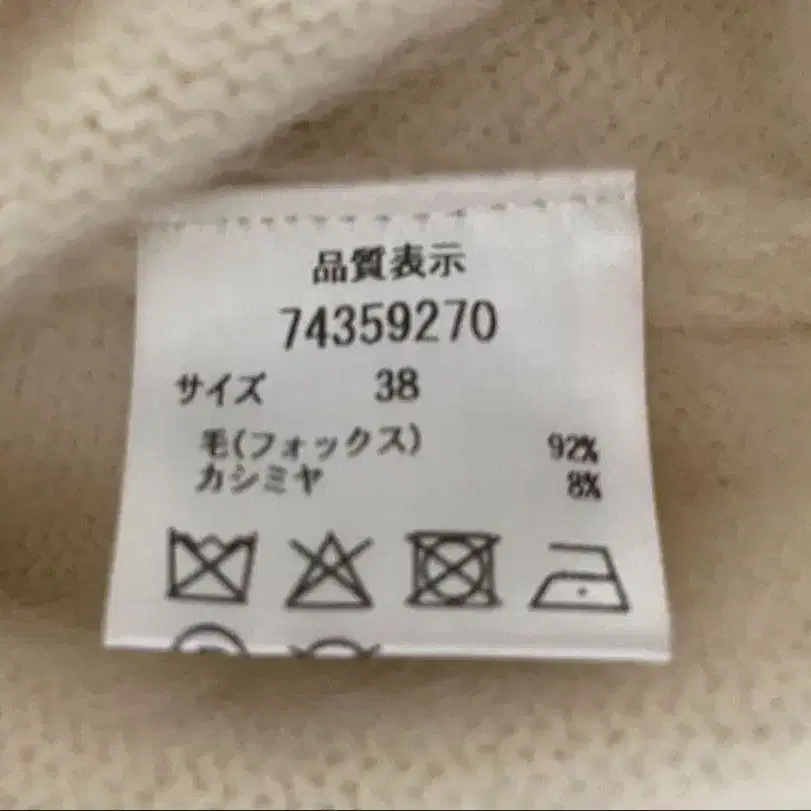 品質表示
74359270
サイズ 38
毛(フォックス) 92%
カシミヤ 8%